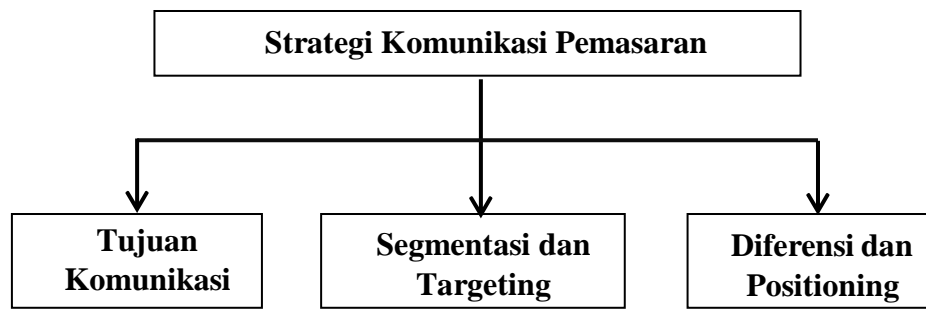 Strategi Komunikasi Pemasaran
Tujuan
Komunikasi
Segmentasi dan
Targeting
Diferensi dan
Positioning